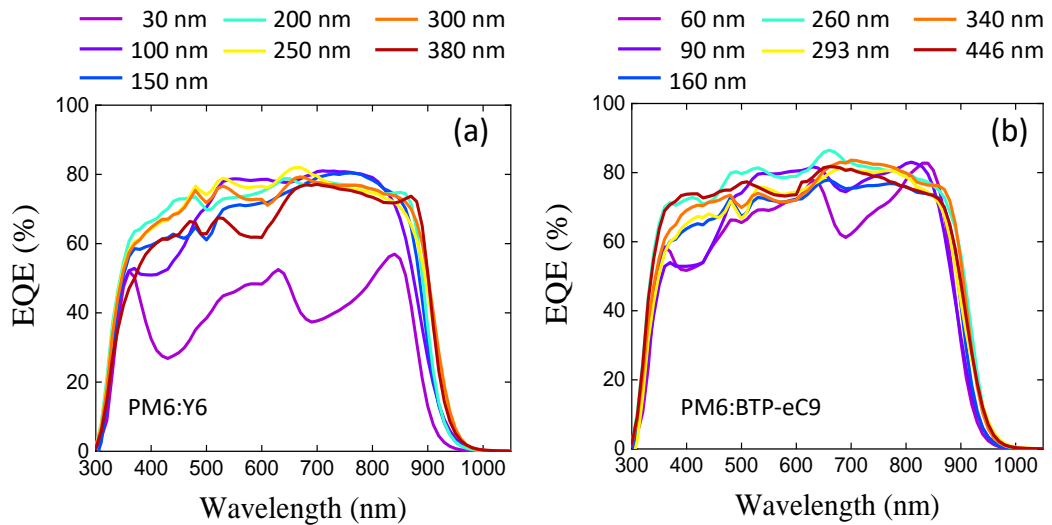 30 nm 200 nm 300 nm
100 nm 250 nm 380 nm
150 nm
(a)
EQE (%)
100
80
60
40
20
0
PM6:Y6
300 400 500 600 700 800 900 1000
Wavelength (nm)
60 nm 260 nm 340 nm
90 nm 293 nm 446 nm
160 nm
(b)
EQE (%)
100
80
60
40
20
0
PM6:BTP-eC9
300 400 500 600 700 800 900 1000
Wavelength (nm)